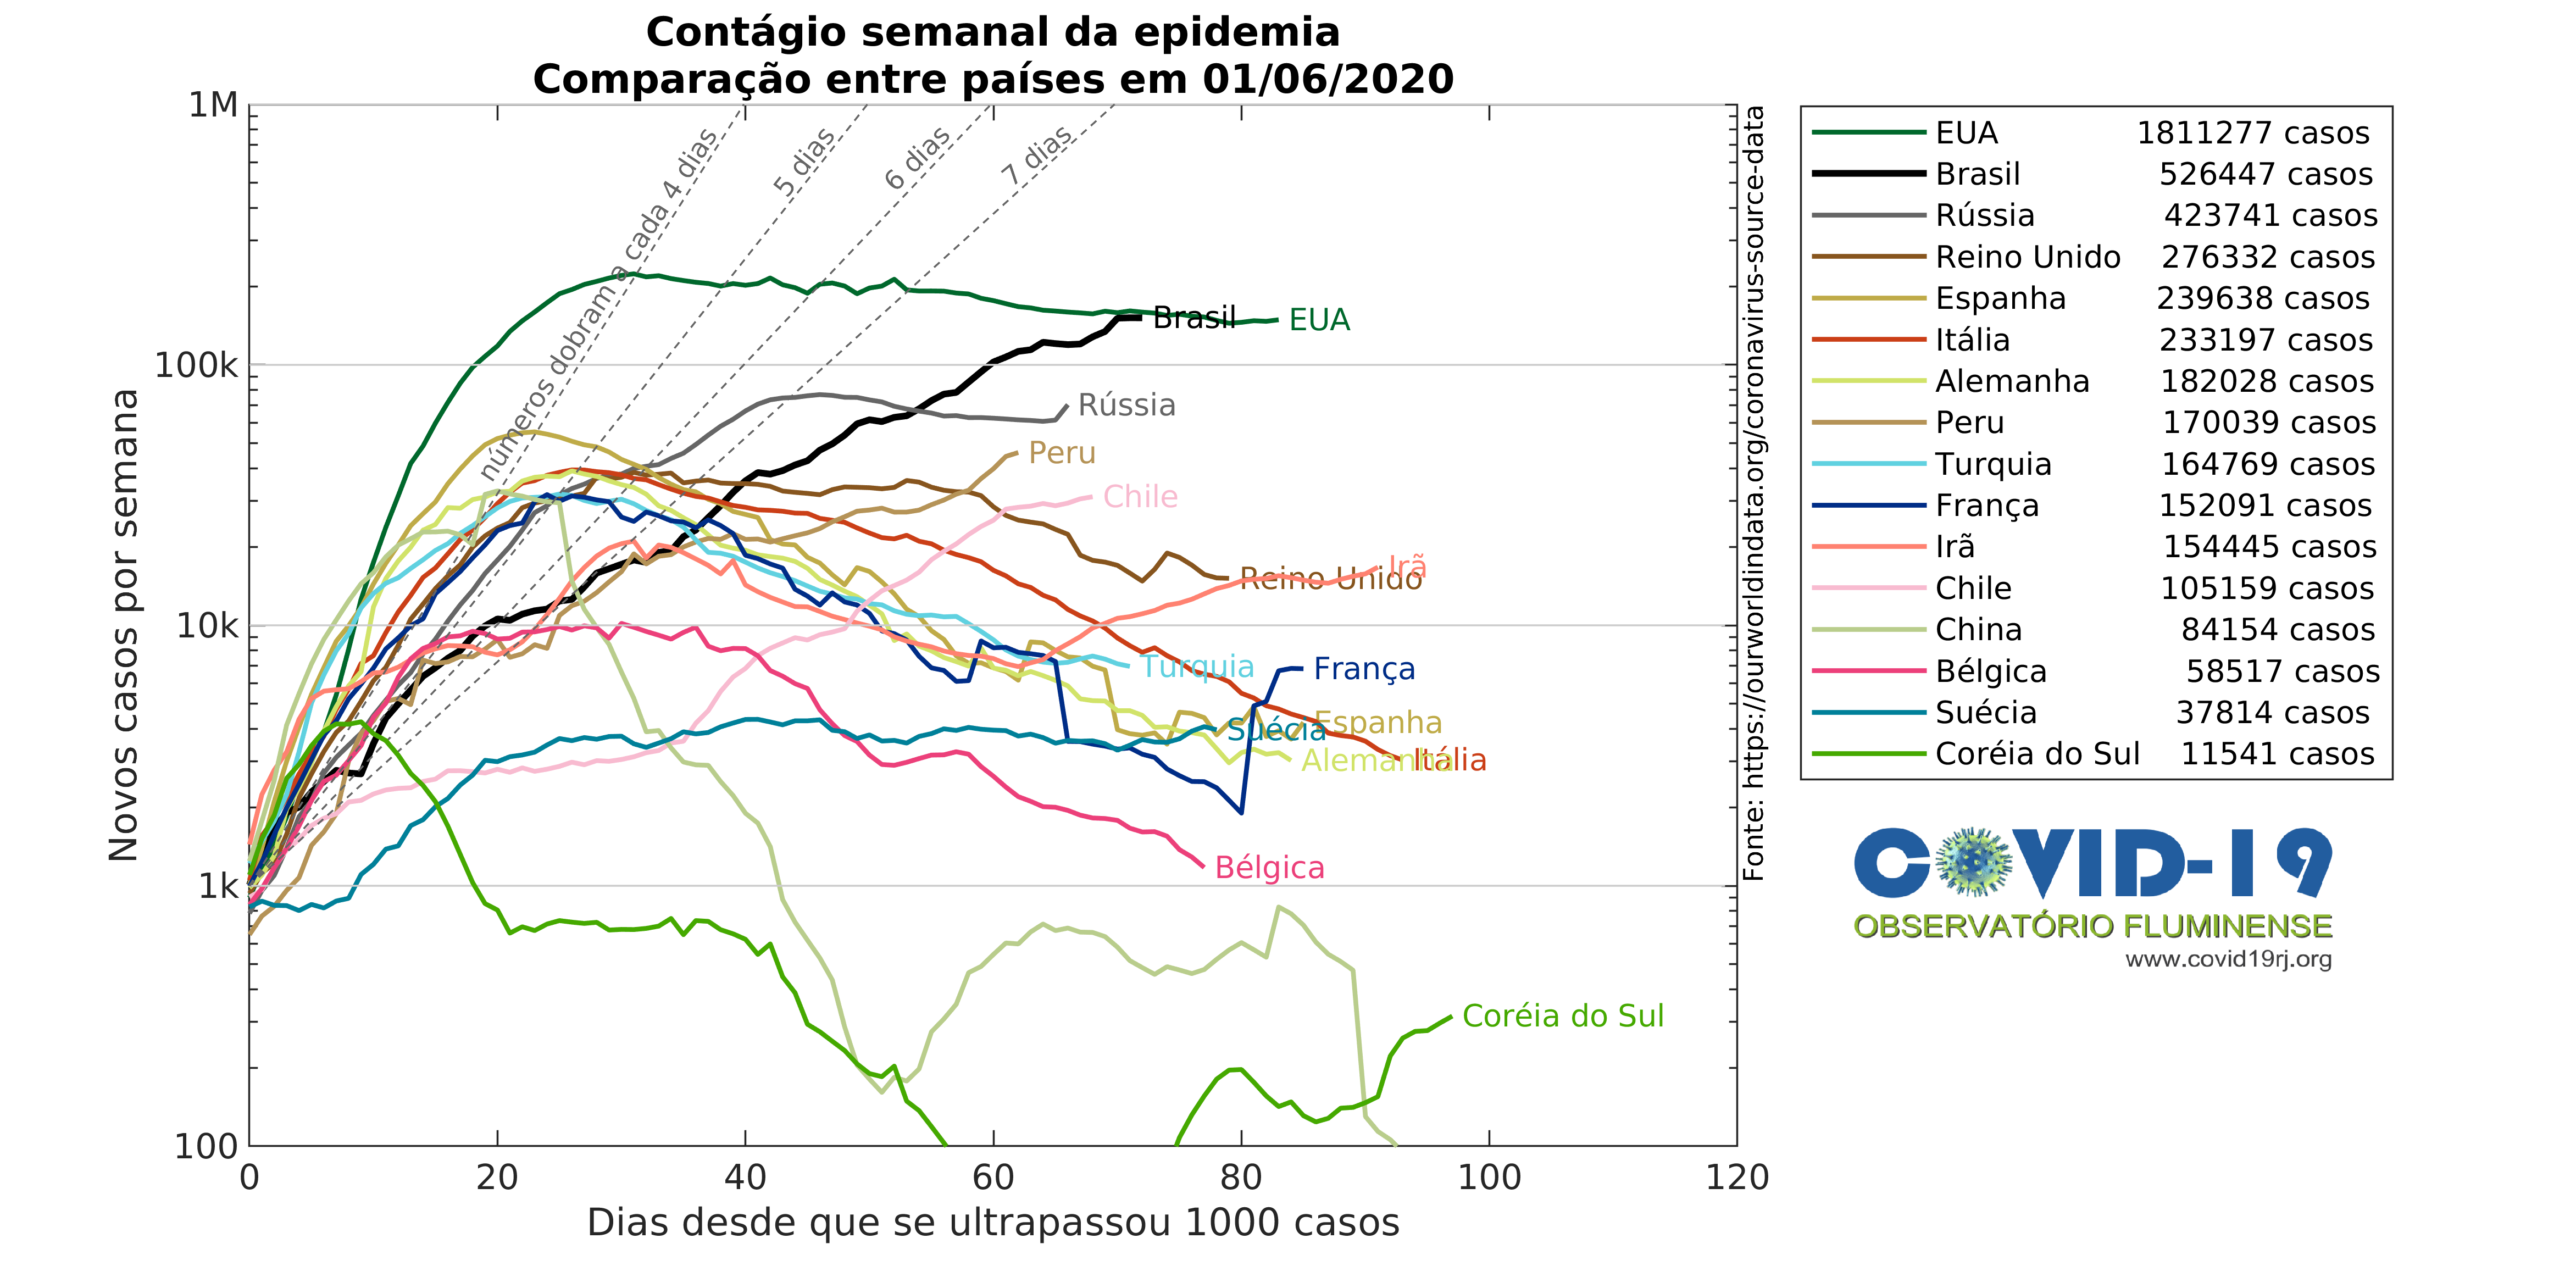 Contágio semanal da epidemia
Comparação entre países em 01/06/2020
Novos casos por semana
1M
100k
10k
1k
100
0 20 40 60 80 100 120
Dias desde que se ultrapassou 1000 casos
números dobram a cada 4 dias
5 dias
6 dias
7 dias
Brasil
EUA
Rússia
Peru
Chile
Irã
Reino Unido
Turquia
França
Espanha
Suécia
Alemanha
Itália
Bélgica
Coréia do Sul
Fonte: https://ourworldindata.org/coronavirus-source-data
EUA 1811277 casos
Brasil 526447 casos
Rússia 423741 casos
Reino Unido 276332 casos
Espanha 239638 casos
Itália 233197 casos
Alemanha 182028 casos
Peru 170039 casos
Turquia 164769 casos
França 152091 casos
Irã 154445 casos
Chile 105159 casos
China 84154 casos
Bélgica 58517 casos
Suécia 37814 casos
Coréia do Sul 11541 casos
COVID-19
OBSERVATÓRIO FLUMINENSE
www.covid19rj.org